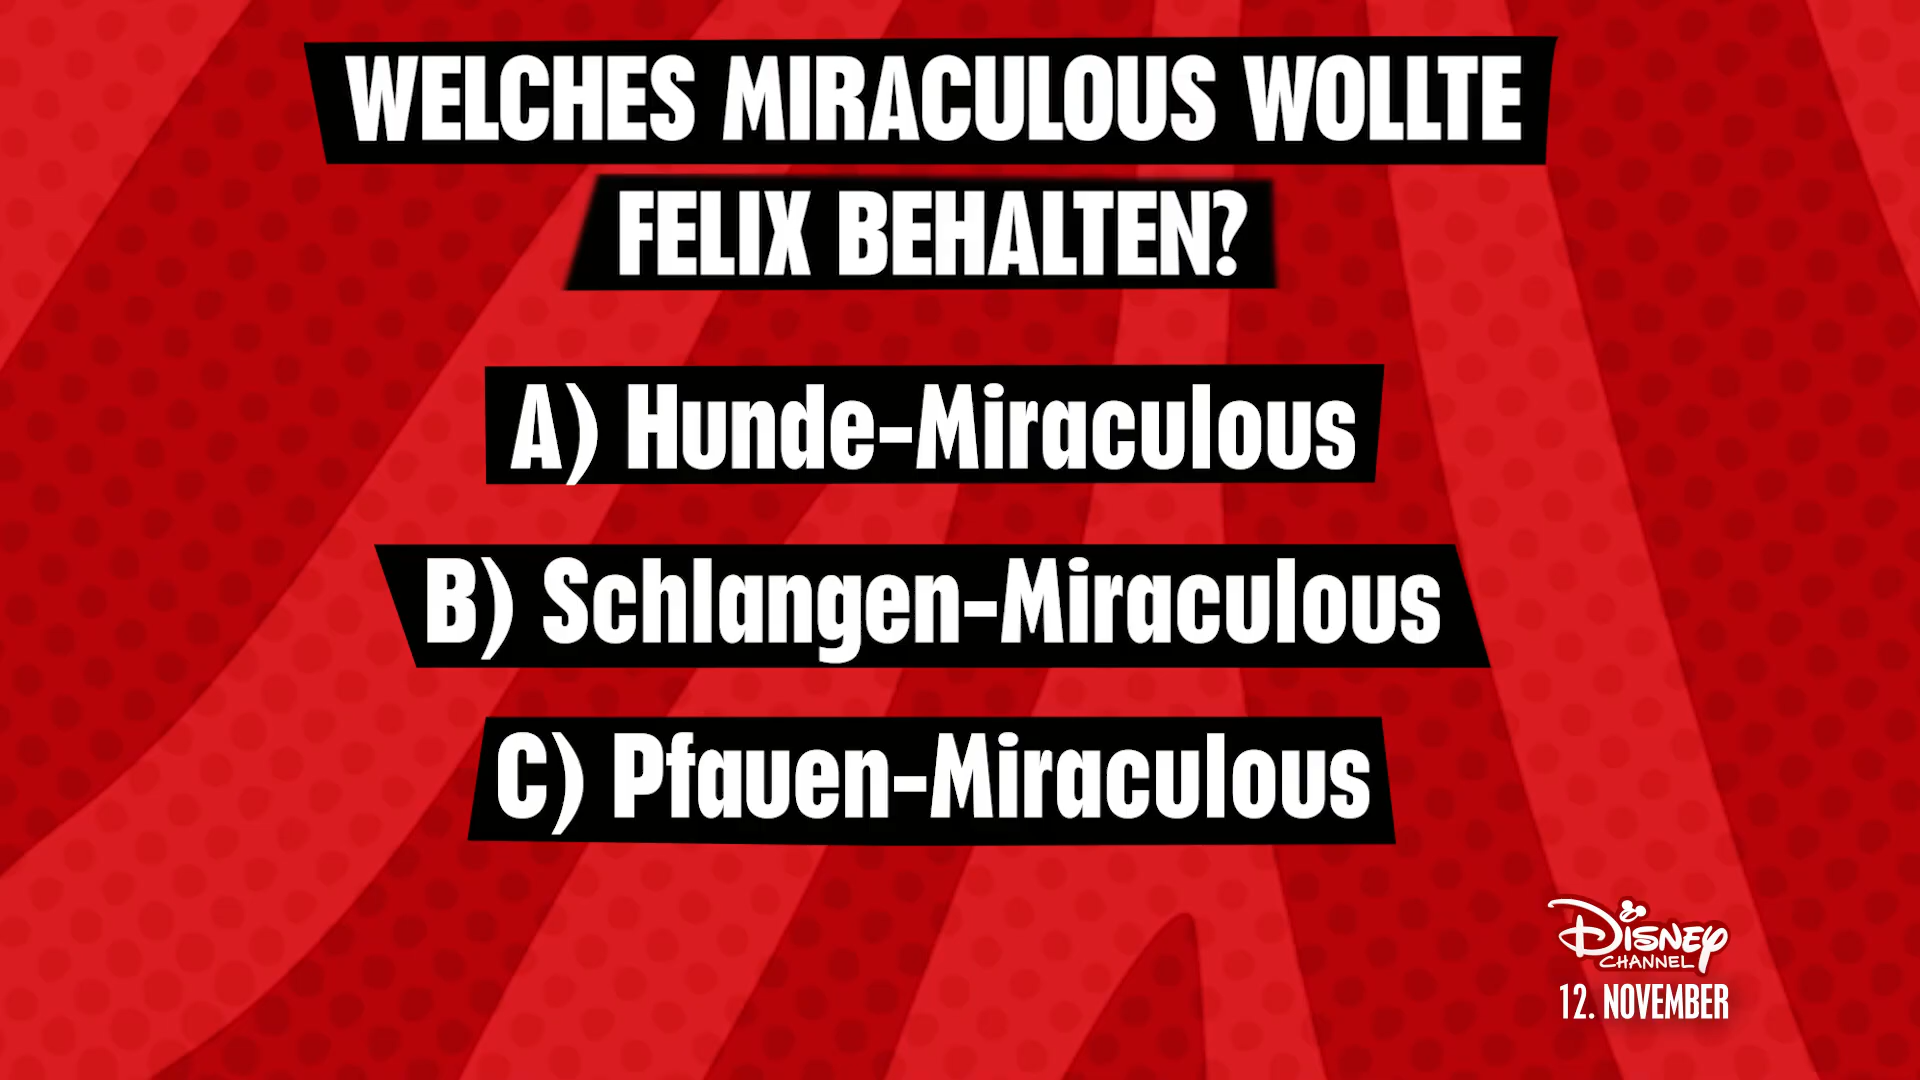 WELCHES MIRACULOUS WOLLTE
FELIX BEHALTEN?
A) Hunde-Miraculous
B) Schlangen-Miraculous
C) Pfauen-Miraculous
DISNEY
CHANNEL
12. NOVEMBER